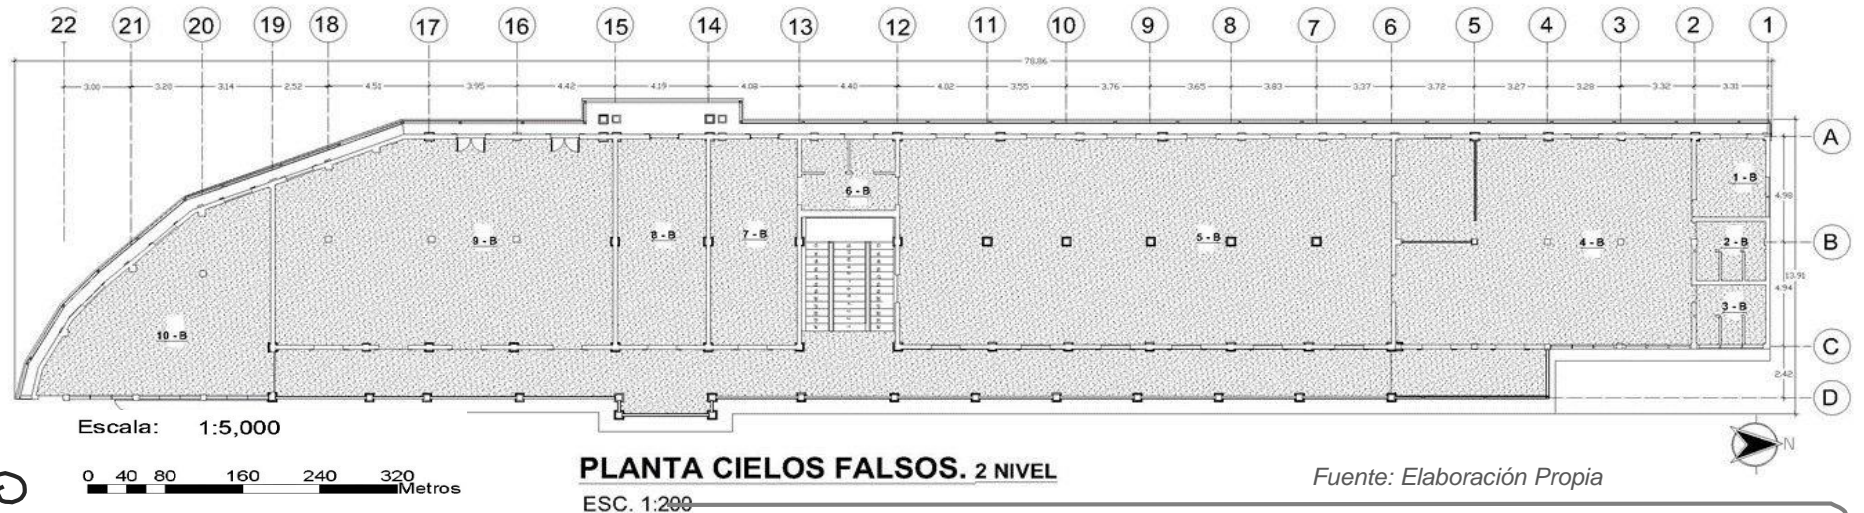 22 21 20 19 18 17 16 15 14 13 12 11 10 9 8 7 6 5 4 3 2 1
78.86
3.00 3.20 3.14 2.52 4.51 3.95 4.42 4.19 4.08 4.40 4.02 3.55 3.76 3.65 3.83 3.37 3.72 3.27 3.28 3.32 3.31
A
1 - B
6 - B
4.98
9 - B 8 - B 7 - B 5 - B 4 - B 2 - B B
13.91
4.94
3 - B
10 - B
C
2.42
D
Escala: 1:5,000
N
0 40 80 160 240 320
Metros
PLANTA CIELOS FALSOS. 2 NIVEL
Fuente: Elaboración Propia
ESC. 1:200